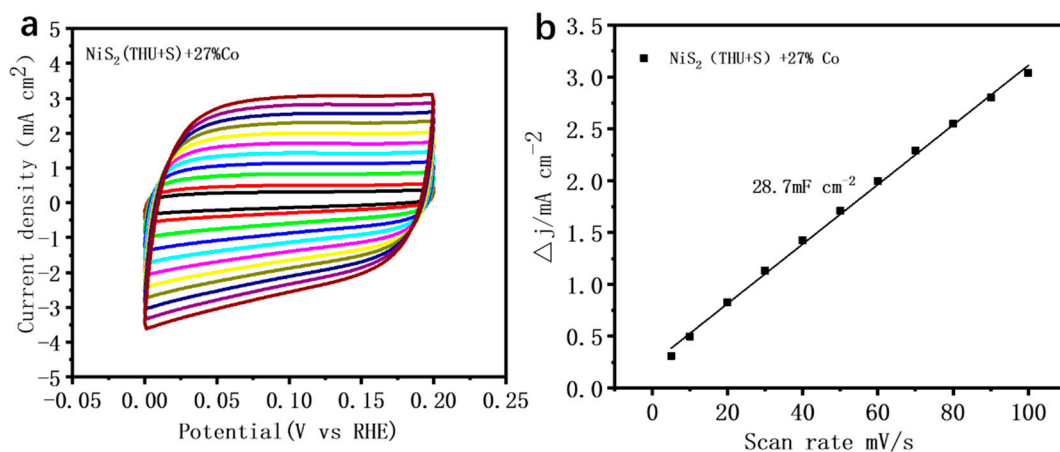 a
NiS₂(THU+S)+27%Co
Current density (mA cm²)
5
4
3
2
1
0
-1
-2
-3
-4
-5
-0.05 0.00 0.05 0.10 0.15 0.20 0.25
Potential(V vs RHE)
b
NiS₂ (THU+S) +27% Co
28.7mF cm⁻²
△j/mA cm⁻²
3.5
3.0
2.5
2.0
1.5
1.0
0.5
0.0
0 20 40 60 80 100
Scan rate mV/s